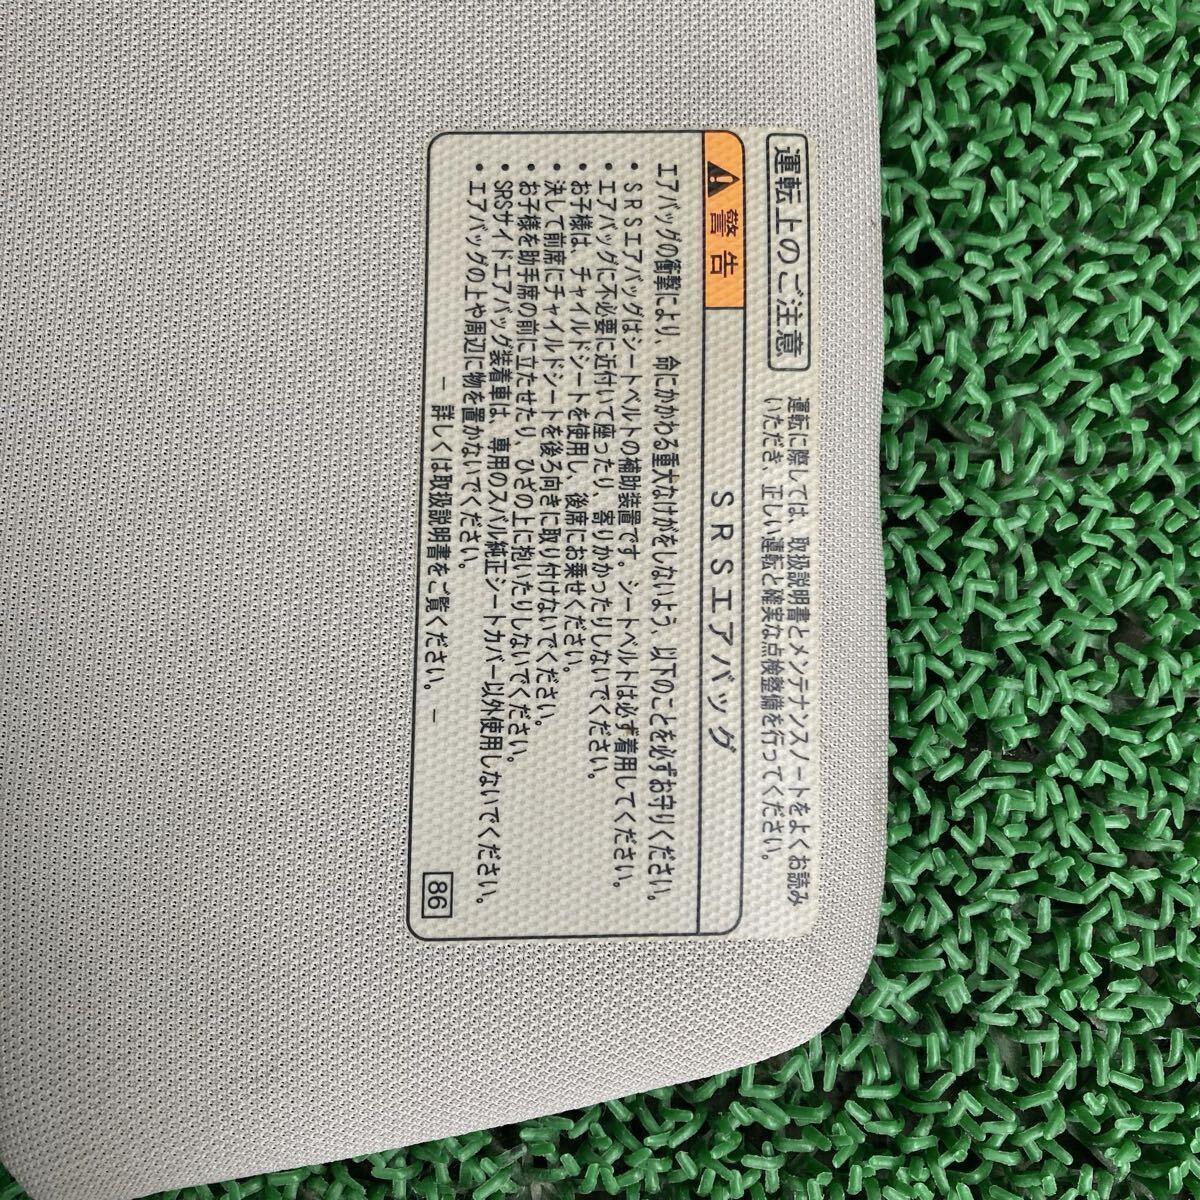 運転上のご注意
運転に際しては、取扱説明書とメンテナンスノートをよくお読み
いただき、正しい運転と確実な点検整備を行ってください。
警告
SRSエアバッグ
エアバッグの衝撃により、命にかかわる重大なけがをしないよう、以下のことを必ずお守りください。
・SRSエアバッグはシートベルトの補助装置です。シートベルトは必ず着用してください。
・エアバッグに不必要に近付いて座ったり、寄りかかったりしないでください。
・お子様は、チャイルドシートを使用し、後席にお乗せください。
・決して前席にチャイルドシートを後ろ向きに取り付けないでください。
・お子様を助手席の前に立たせたり、ひざの上に抱いたりしないでください。
・SRSサイドエアバッグ装着車は、専用のスバル純正シートカバー以外使用しないでください。
・エアバッグの上や周辺に物を置かないでください。
－ 詳しくは取扱説明書をご覧ください。 －
86